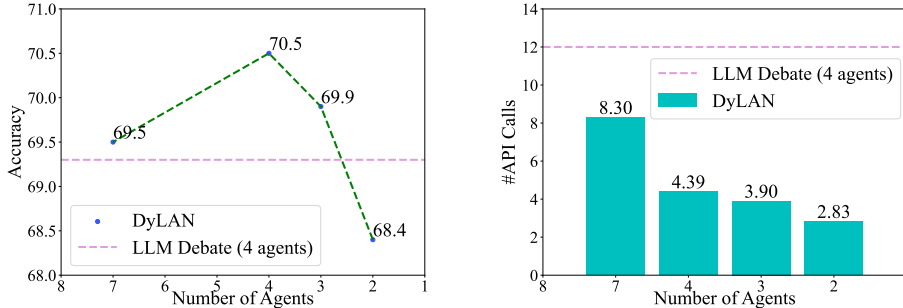 71.0
70.5
70.0
69.5
69.0
68.5
68.0
Accuracy
69.5
70.5
69.9
68.4
DyLAN
LLM Debate (4 agents)
8 7 6 5 4 3 2 1
Number of Agents
14
12
10
8
6
4
2
0
#API Calls
LLM Debate (4 agents)
DyLAN
8.30
4.39
3.90
2.83
8 7 4 3 2
Number of Agents